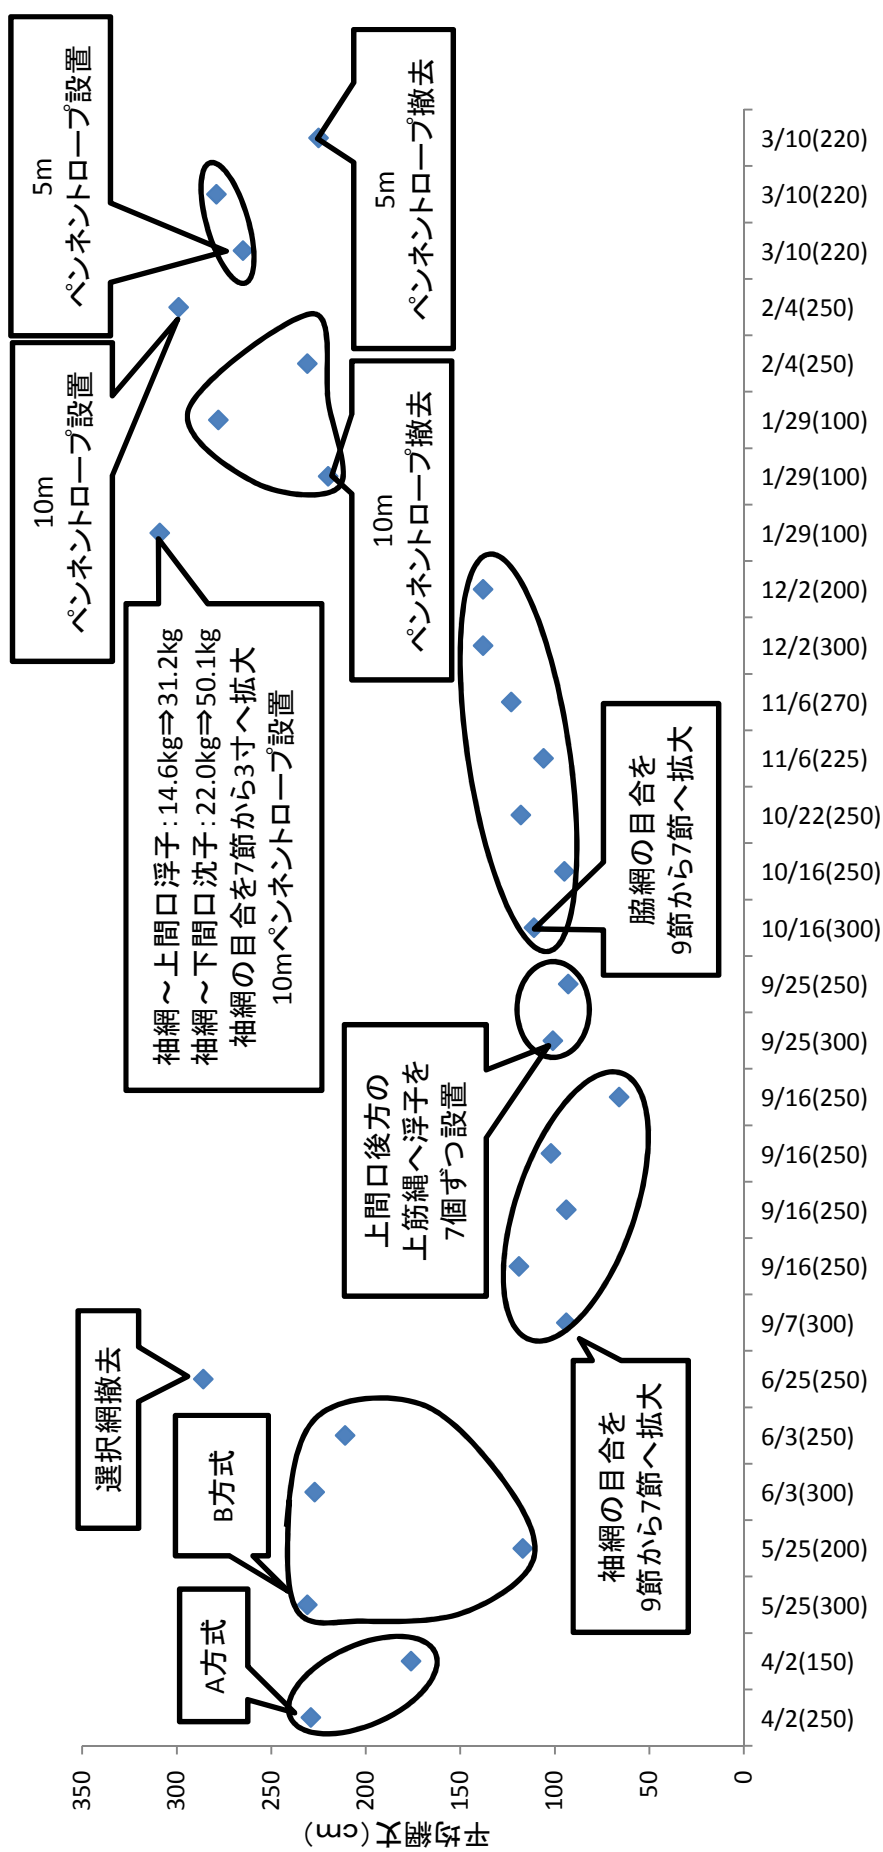 平均網丈(cm)
350
300
250
200
150
100
50
0
A方式
B方式
選択網撤去
袖網の目合を
9節から7節へ拡大
上間口後方の
上筋縄へ浮子を
7個ずつ設置
脇網の目合を
9節から7節へ拡大
袖網～上間口浮子：14.6kg⇒31.2kg
袖網～下間口沈子：22.0kg⇒50.1kg
袖網の目合を7節から3寸へ拡大
10mペンネントロープ設置
10m
ペンネントロープ撤去
10m
ペンネントロープ設置
5m
ペンネントロープ設置
5m
ペンネントロープ撤去
4/2(250)
4/2(150)
5/25(300)
5/25(200)
6/3(300)
6/3(250)
6/25(250)
9/7(300)
9/16(250)
9/16(250)
9/16(250)
9/16(250)
9/25(300)
9/25(250)
10/16(300)
10/16(250)
10/22(250)
11/6(225)
11/6(270)
12/2(300)
12/2(200)
1/29(100)
1/29(100)
1/29(100)
2/4(250)
2/4(250)
3/10(220)
3/10(220)
3/10(220)